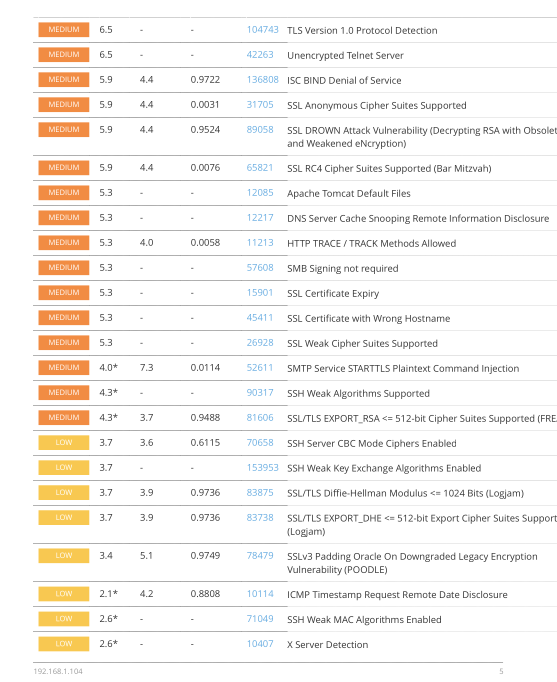 MEDIUM 6.5 - - 104743 TLS Version 1.0 Protocol Detection
MEDIUM 6.5 - - 42263 Unencrypted Telnet Server
MEDIUM 5.9 4.4 0.9722 136808 ISC BIND Denial of Service
MEDIUM 5.9 4.4 0.0031 31705 SSL Anonymous Cipher Suites Supported
MEDIUM 5.9 4.4 0.9524 89058 SSL DROWN Attack Vulnerability (Decrypting RSA with Obsolet
and Weakened eNcryption)
MEDIUM 5.9 4.4 0.0076 65821 SSL RC4 Cipher Suites Supported (Bar Mitzvah)
MEDIUM 5.3 - - 12085 Apache Tomcat Default Files
MEDIUM 5.3 - - 12217 DNS Server Cache Snooping Remote Information Disclosure
MEDIUM 5.3 4.0 0.0058 11213 HTTP TRACE / TRACK Methods Allowed
MEDIUM 5.3 - - 57608 SMB Signing not required
MEDIUM 5.3 - - 15901 SSL Certificate Expiry
MEDIUM 5.3 - - 45411 SSL Certificate with Wrong Hostname
MEDIUM 5.3 - - 26928 SSL Weak Cipher Suites Supported
MEDIUM 4.0* 7.3 0.0114 52611 SMTP Service STARTTLS Plaintext Command Injection
MEDIUM 4.3* - - 90317 SSH Weak Algorithms Supported
MEDIUM 4.3* 3.7 0.9488 81606 SSL/TLS EXPORT_RSA <= 512-bit Cipher Suites Supported (FRE
LOW 3.7 3.6 0.6115 70658 SSH Server CBC Mode Ciphers Enabled
LOW 3.7 - - 153953 SSH Weak Key Exchange Algorithms Enabled
LOW 3.7 3.9 0.9736 83875 SSL/TLS Diffie-Hellman Modulus <= 1024 Bits (Logjam)
LOW 3.7 3.9 0.9736 83738 SSL/TLS EXPORT_DHE <= 512-bit Export Cipher Suites Support
(Logjam)
LOW 3.4 5.1 0.9749 78479 SSLv3 Padding Oracle On Downgraded Legacy Encryption
Vulnerability (POODLE)
LOW 2.1* 4.2 0.8808 10114 ICMP Timestamp Request Remote Date Disclosure
LOW 2.6* - - 71049 SSH Weak MAC Algorithms Enabled
LOW 2.6* - - 10407 X Server Detection
192.168.1.104 5